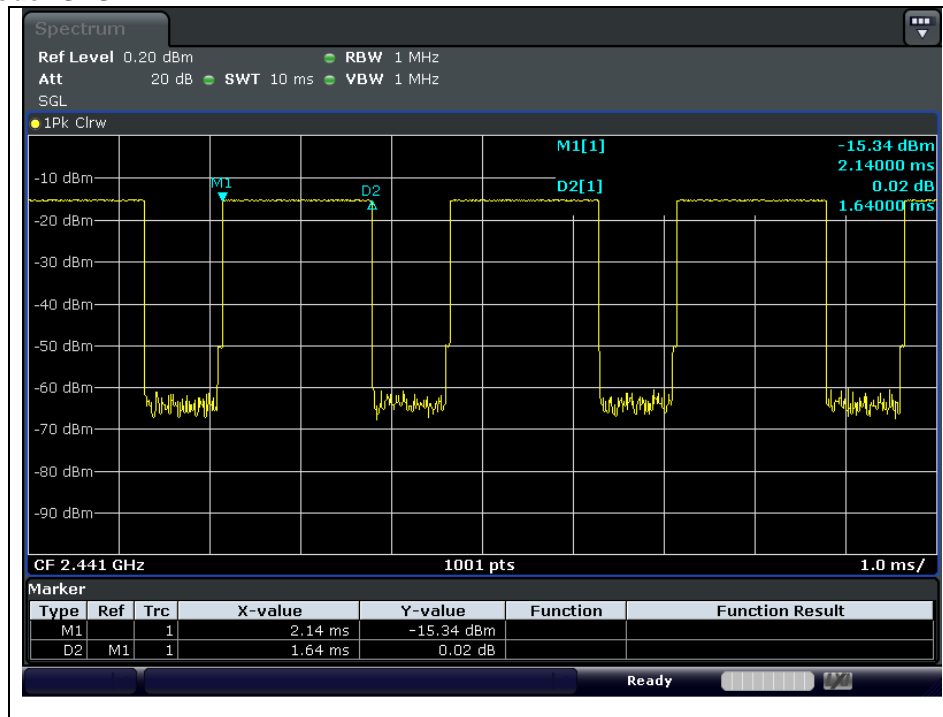 Spectrum
Ref Level 0.20 dBm RBW 1 MHz
Att 20 dB SWT 10 ms VBW 1 MHz
SGL
1Pk Clrw
M1[1] -15.34 dBm
2.14000 ms
D2[1] 0.02 dB
1.64000 ms
M1
D2
-10 dBm
-20 dBm
-30 dBm
-40 dBm
-50 dBm
-60 dBm
-70 dBm
-80 dBm
-90 dBm
CF 2.441 GHz 1001 pts 1.0 ms/
Marker
Type Ref Trc X-value Y-value Function Function Result
M1 1 2.14 ms -15.34 dBm
D2 M1 1 1.64 ms 0.02 dB
Ready